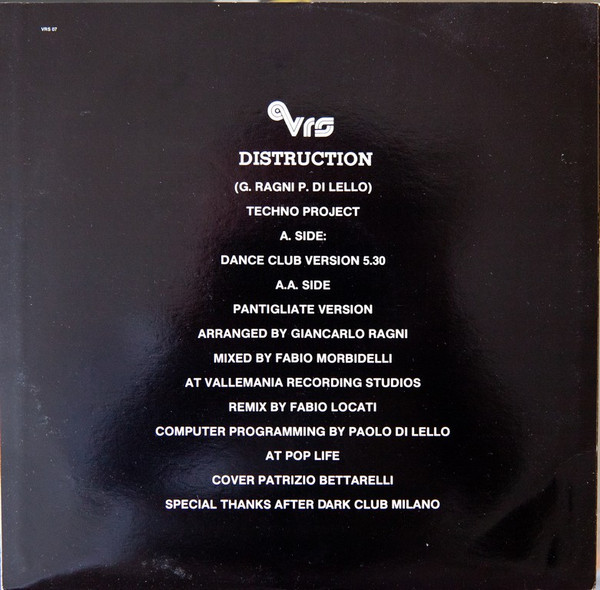 VRS 07
Vrs
DISTRUCTION
(G. RAGNI P. DI LELLO)
TECHNO PROJECT
A. SIDE:
DANCE CLUB VERSION 5.30
A.A. SIDE
PANTIGLIATE VERSION
ARRANGED BY GIANCARLO RAGNI
MIXED BY FABIO MORBIDELLI
AT VALLEMANIA RECORDING STUDIOS
REMIX BY FABIO LOCATI
COMPUTER PROGRAMMING BY PAOLO DI LELLO
AT POP LIFE
COVER PATRIZIO BETTARELLI
SPECIAL THANKS AFTER DARK CLUB MILANO